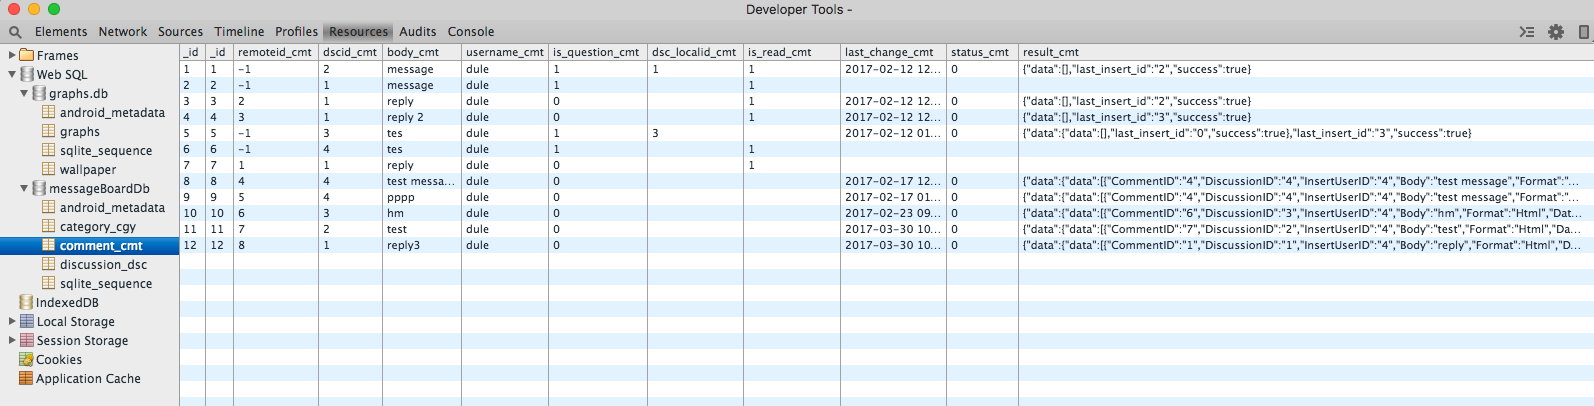 Developer Tools -
Elements Network Sources Timeline Profiles Resources Audits Console
Frames
Web SQL
graphs.db
android_metadata
graphs
sqlite_sequence
wallpaper
messageBoardDb
android_metadata
category_cgy
comment_cmt
discussion_dsc
sqlite_sequence
IndexedDB
Local Storage
Session Storage
Cookies
Application Cache
_id _id remoteid_cmt dscid_cmt body_cmt username_cmt is_question_cmt dsc_localid_cmt is_read_cmt last_change_cmt status_cmt result_cmt
1 1 -1 2 message dule 1 1 1 2017-02-12 12... 0 {"data":[],"last_insert_id":"2","success":true}
2 2 -1 1 message dule 1 1
3 3 2 1 reply dule 0 1 2017-02-12 12... 0 {"data":[],"last_insert_id":"2","success":true}
4 4 3 1 reply 2 dule 0 1 2017-02-12 12... 0 {"data":[],"last_insert_id":"3","success":true}
5 5 -1 3 tes dule 1 3 2017-02-12 01... 0 {"data":{"data":[],"last_insert_id":"0","success":true},"last_insert_id":"3","success":true}
6 6 -1 4 tes dule 1 1
7 7 1 1 reply dule 0 1
8 8 4 4 test messa... dule 0 2017-02-17 12... 0 {"data":{"data":[{"CommentID":"4","DiscussionID":"4","InsertUserID":"4","Body":"test message","Format":"...
9 9 5 4 pppp dule 0 2017-02-17 01... 0 {"data":{"data":[{"CommentID":"4","DiscussionID":"4","InsertUserID":"4","Body":"test message","Format":"...
10 10 6 3 hm dule 0 2017-02-23 09... 0 {"data":{"data":[{"CommentID":"6","DiscussionID":"3","InsertUserID":"4","Body":"hm","Format":"Html","Dat...
11 11 7 2 test dule 0 2017-03-30 10... 0 {"data":{"data":[{"CommentID":"7","DiscussionID":"2","InsertUserID":"4","Body":"test","Format":"Html","Da...
12 12 8 1 reply3 dule 0 2017-03-30 10... 0 {"data":{"data":[{"CommentID":"1","DiscussionID":"1","InsertUserID":"4","Body":"reply","Format":"Html","D...